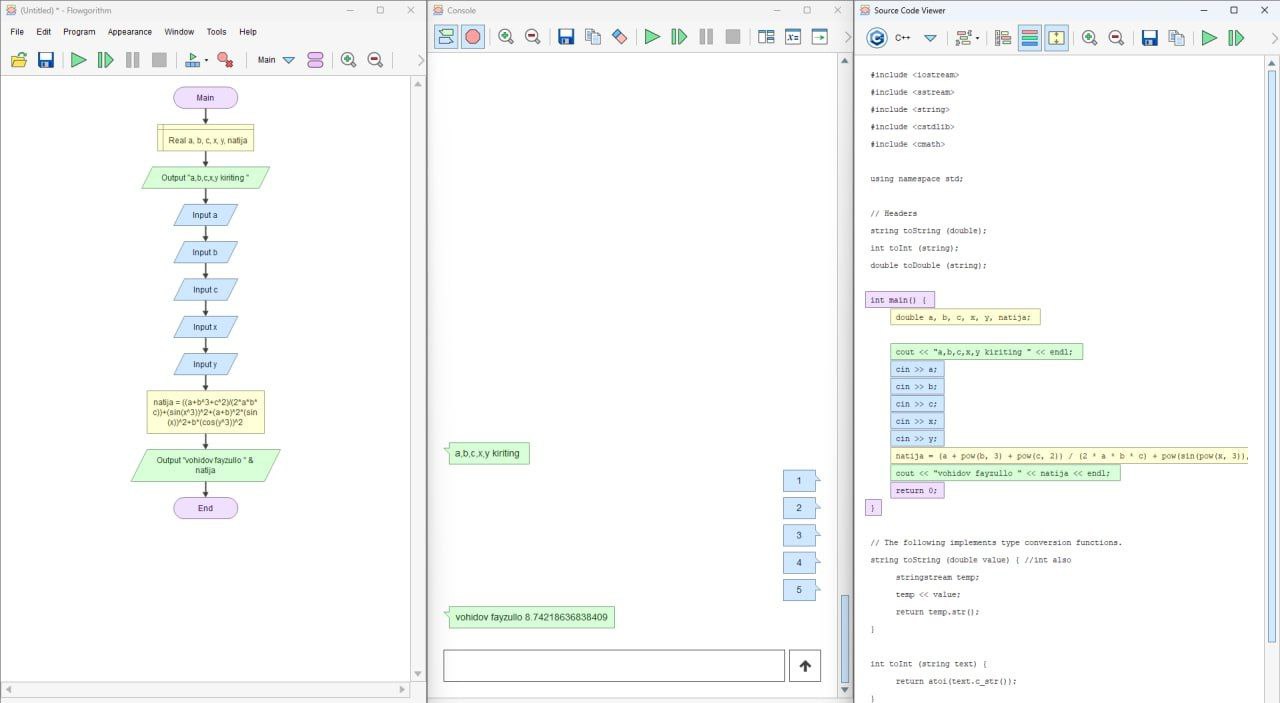 (Untitled) * - Flowgorithm
File Edit Program Appearance Window Tools Help
Main
Main
Real a, b, c, x, y, natija
Output "a,b,c,x,y kiriting "
Input a
Input b
Input c
Input x
Input y
natija = ((a+b^3+c^2)/(2*a*b*
c))+(sin(x^3))^2+(a+b)^2*(sin
(x))^2+b*(cos(y^3))^2
Output "vohidov fayzullo " &
natija
End
Console
a,b,c,x,y kiriting
1
2
3
4
5
vohidov fayzullo 8.74218636838409
Source Code Viewer
C++
#include <iostream>
#include <sstream>
#include <string>
#include <cstdlib>
#include <cmath>
using namespace std;
// Headers
string toString (double);
int toInt (string);
double toDouble (string);
int main() {
double a, b, c, x, y, natija;
cout << "a,b,c,x,y kiriting " << endl;
cin >> a;
cin >> b;
cin >> c;
cin >> x;
cin >> y;
natija = (a + pow(b, 3) + pow(c, 2)) / (2 * a * b * c) + pow(sin(pow(x, 3)),
cout << "vohidov fayzullo " << natija << endl;
return 0;
}
// The following implements type conversion functions.
string toString (double value) { //int also
stringstream temp;
temp << value;
return temp.str();
}
int toInt (string text) {
return atoi(text.c_str());
}